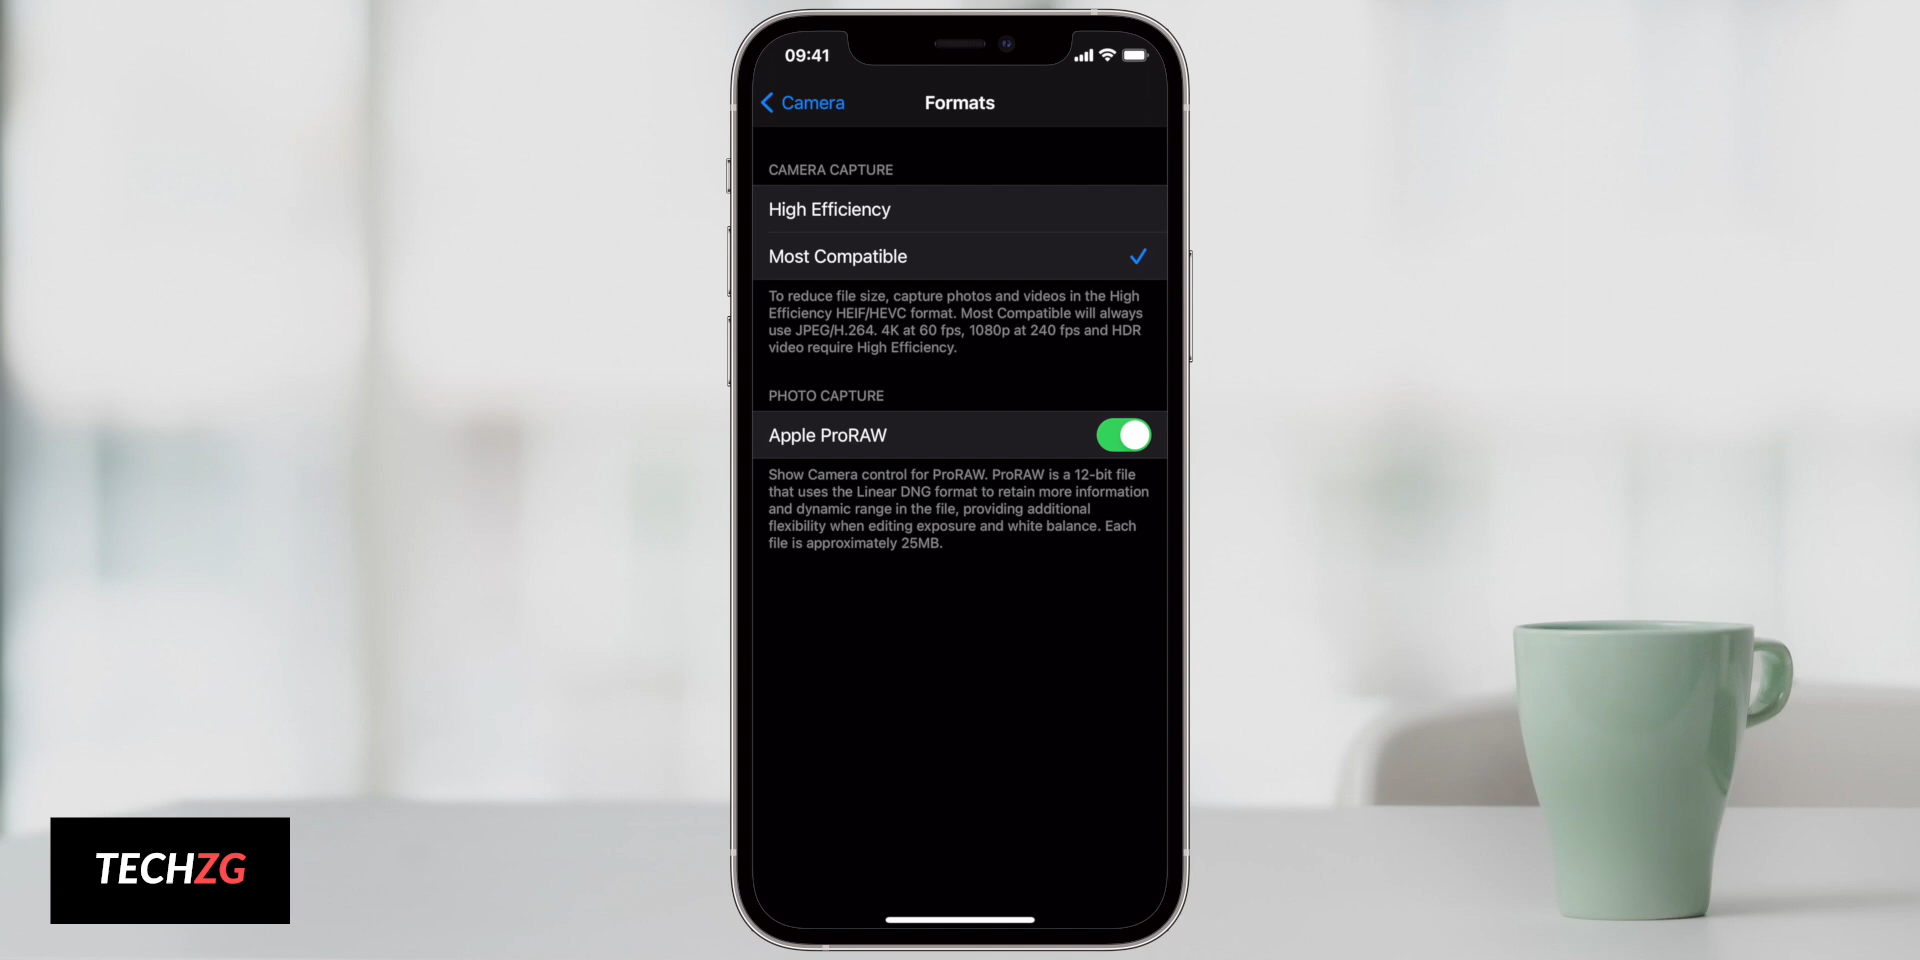 09:41
Camera
Formats
CAMERA CAPTURE
High Efficiency
Most Compatible
To reduce file size, capture photos and videos in the High
Efficiency HEIF/HEVC format. Most Compatible will always
use JPEG/H.264. 4K at 60 fps, 1080p at 240 fps and HDR
video require High Efficiency.
PHOTO CAPTURE
Apple ProRAW
Show Camera control for ProRAW. ProRAW is a 12-bit file
that uses the Linear DNG format to retain more information
and dynamic range in the file, providing additional
flexibility when editing exposure and white balance. Each
file is approximately 25MB.
TECHZG